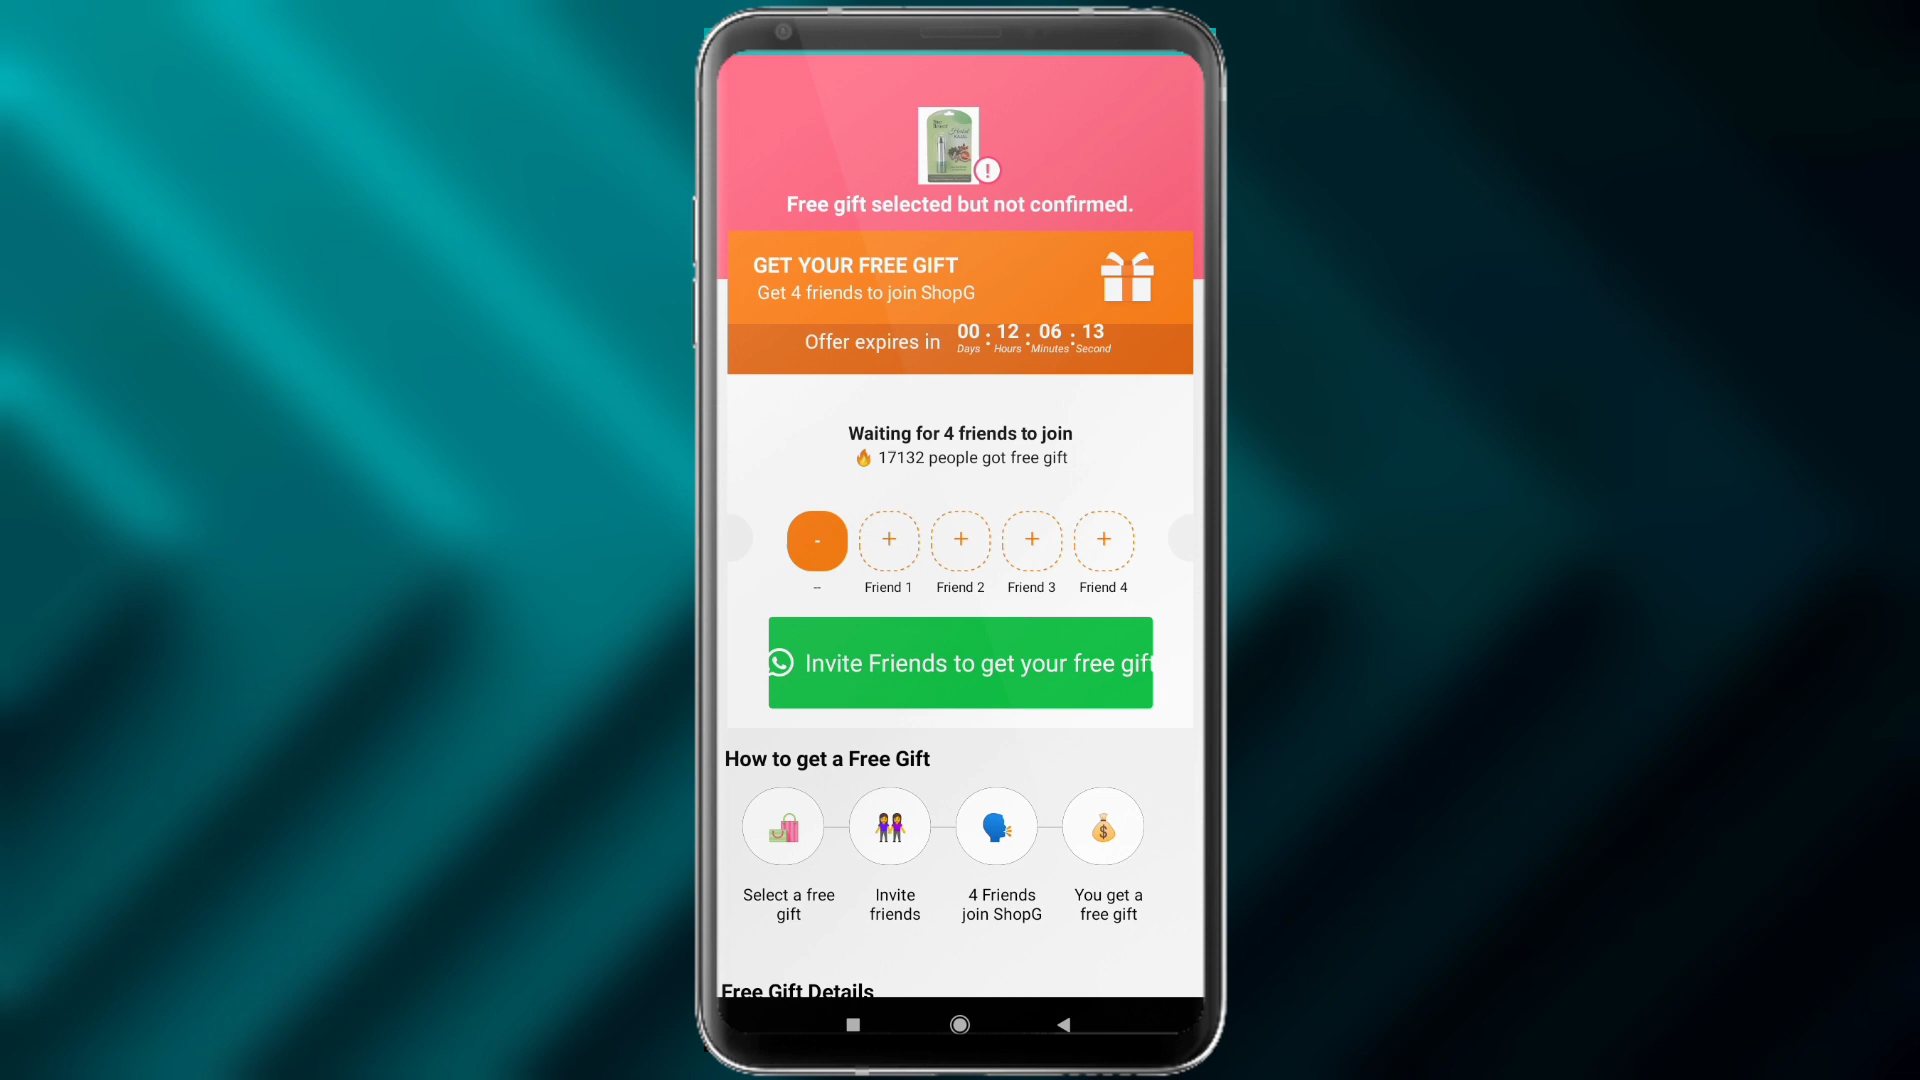 Free gift selected but not confirmed.
GET YOUR FREE GIFT
Get 4 friends to join ShopG
Offer expires in 00 : 12 : 06 : 13
Days Hours Minutes Second
Waiting for 4 friends to join
🔥 17132 people got free gift
-
+ + + +
-- Friend 1 Friend 2 Friend 3 Friend 4
Invite Friends to get your free gift
How to get a Free Gift
Select a free gift
Invite friends
4 Friends join ShopG
You get a free gift
Free Gift Details